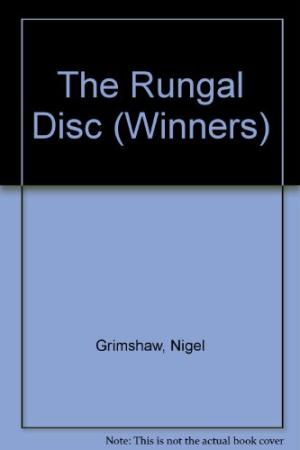 The Rungal
Disc (Winners)
Grimshaw, Nigel
Note: This is not the actual book cover